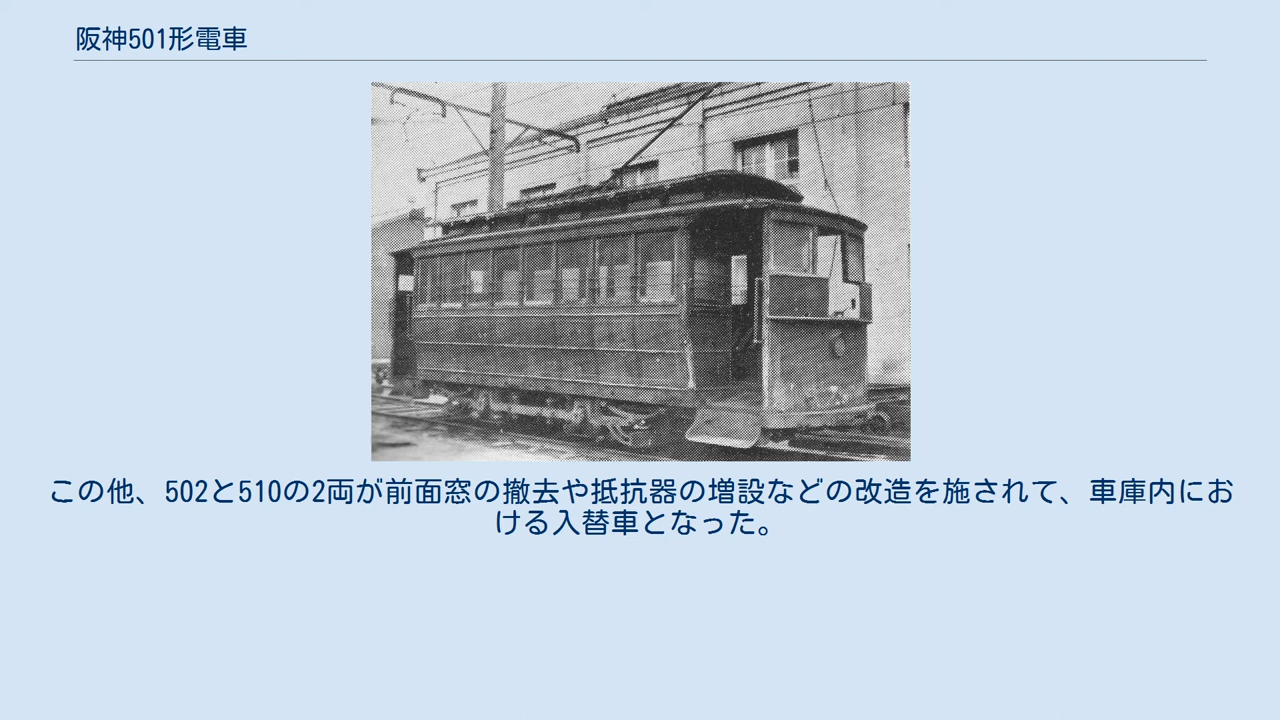 阪神501形電車
この他、502と510の2両が前面窓の撤去や抵抗器の増設などの改造を施されて、車庫内にお
ける入替車となった。